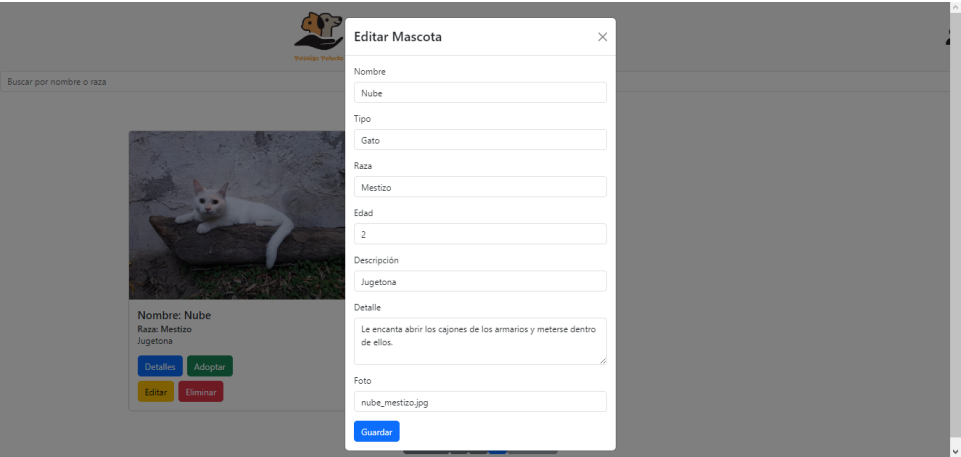 Editar Mascota
Buscar por nombre o raza
Nombre
Nube
Tipo
Gato
Raza
Mestizo
Edad
2
Descripción
Jugetona
Detalle
Le encanta abrir los cajones de los armarios y meterse dentro
de ellos.
Foto
nube_mestizo.jpg
Guardar
Nombre: Nube
Raza: Mestizo
Jugetona
Detalles Adoptar
Editar Eliminar